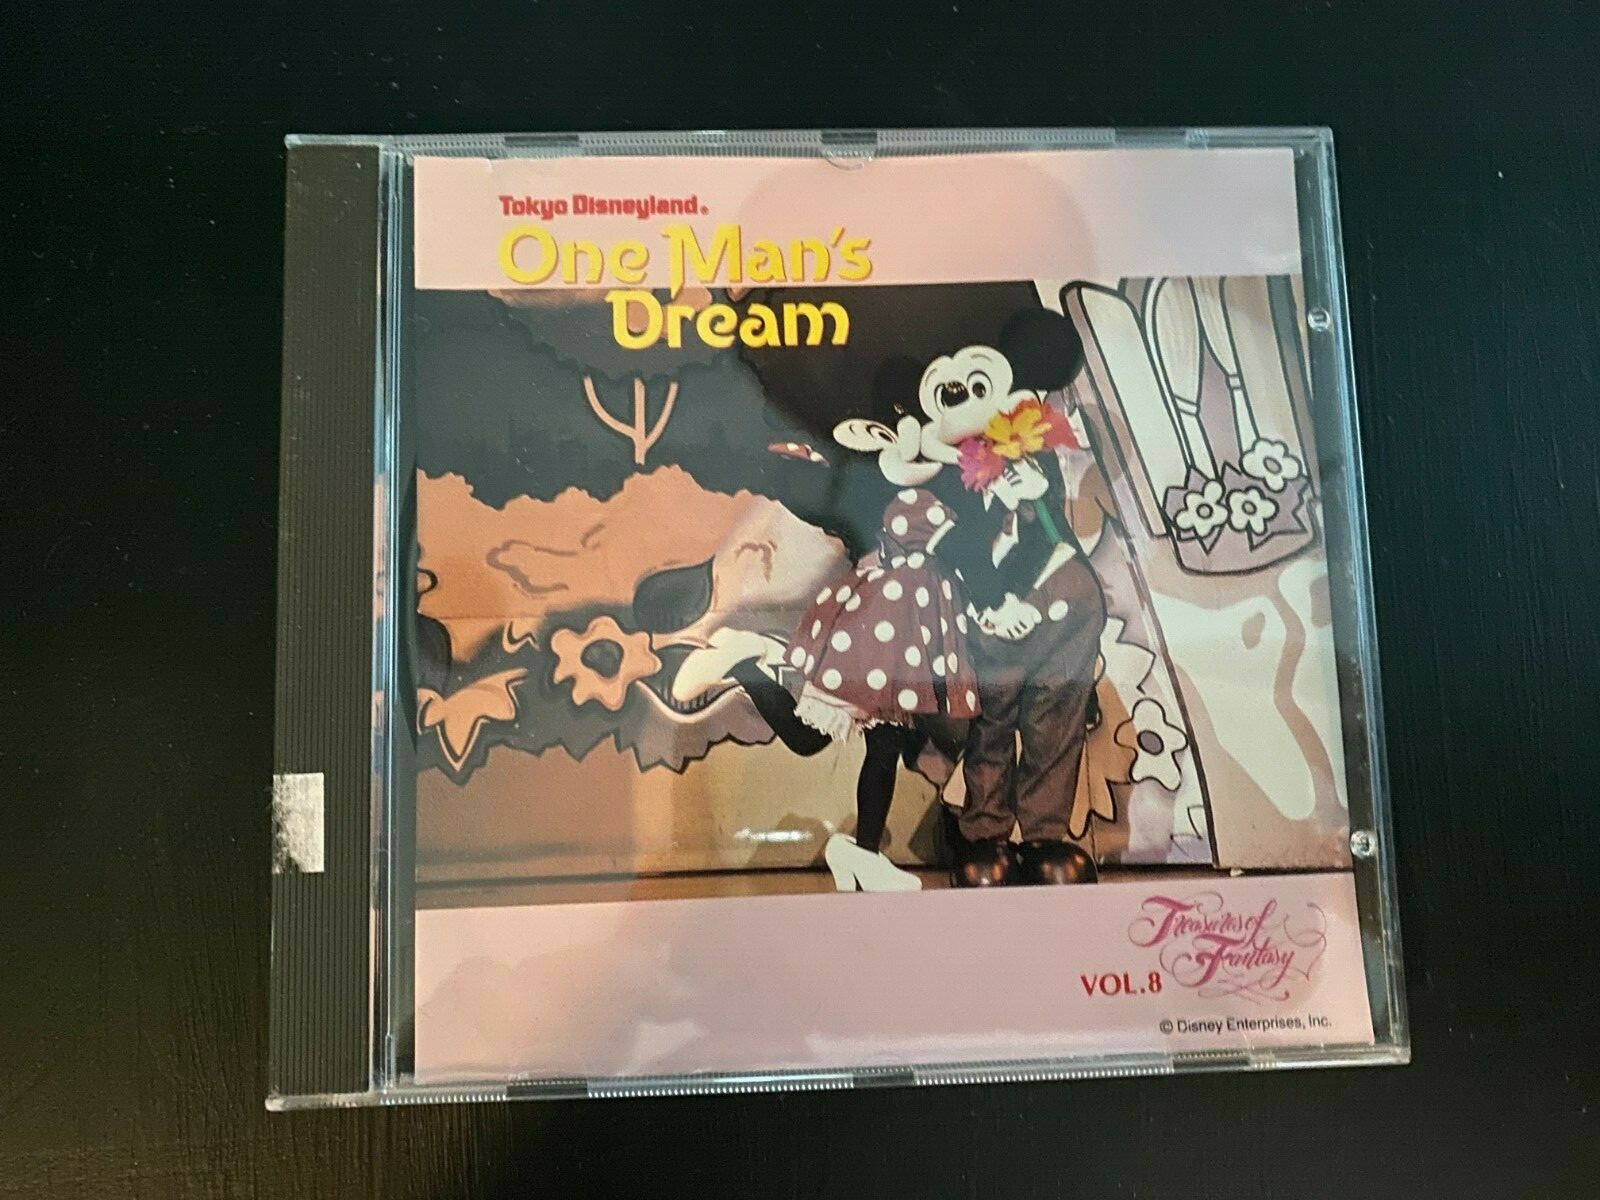 Tokyo Disneyland®
One Man's
Dream
Treasures of
Fantasy
VOL.8
© Disney Enterprises, Inc.